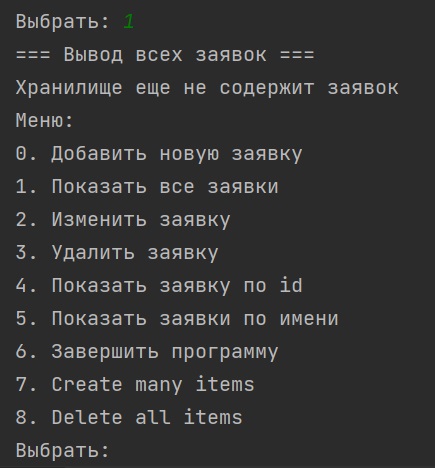 Выбрать: 1
=== Вывод всех заявок ===
Хранилище еще не содержит заявок
Меню:
0. Добавить новую заявку
1. Показать все заявки
2. Изменить заявку
3. Удалить заявку
4. Показать заявку по id
5. Показать заявки по имени
6. Завершить программу
7. Create many items
8. Delete all items
Выбрать: